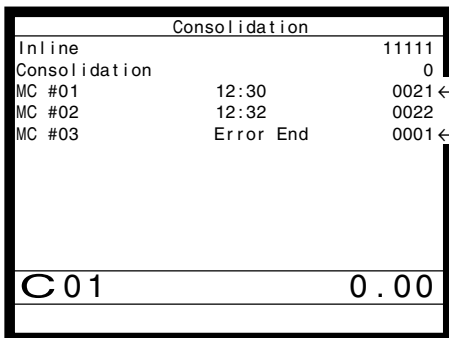 Consolidation
Inline 11111
Consolidation 0
MC #01 12:30 0021 ←
MC #02 12:32 0022
MC #03 Error End 0001 ←
C01 0.00